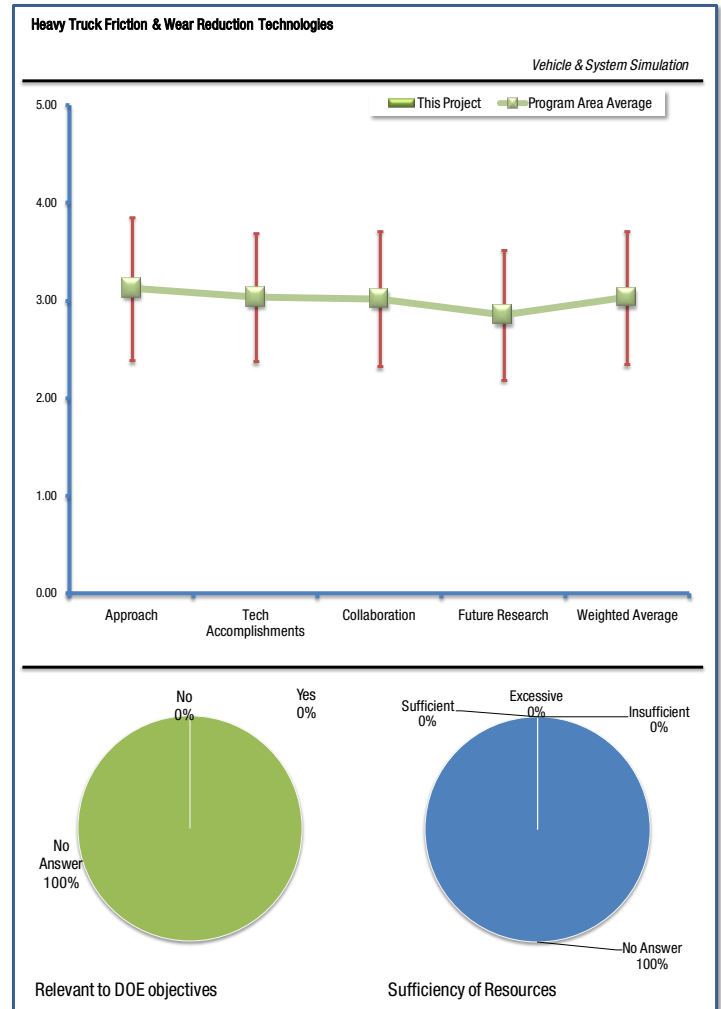 Heavy Truck Friction & Wear Reduction Technologies
Vehicle & System Simulation
This Project
Program Area Average
5.00
4.00
3.00
2.00
1.00
0.00
Approach
Tech
Accomplishments
Collaboration
Future Research
Weighted Average
No
0%
Yes
0%
No
Answer
100%
Relevant to DOE objectives
Sufficient
0%
Excessive
0%
Insufficient
0%
No Answer
100%
Sufficiency of Resources